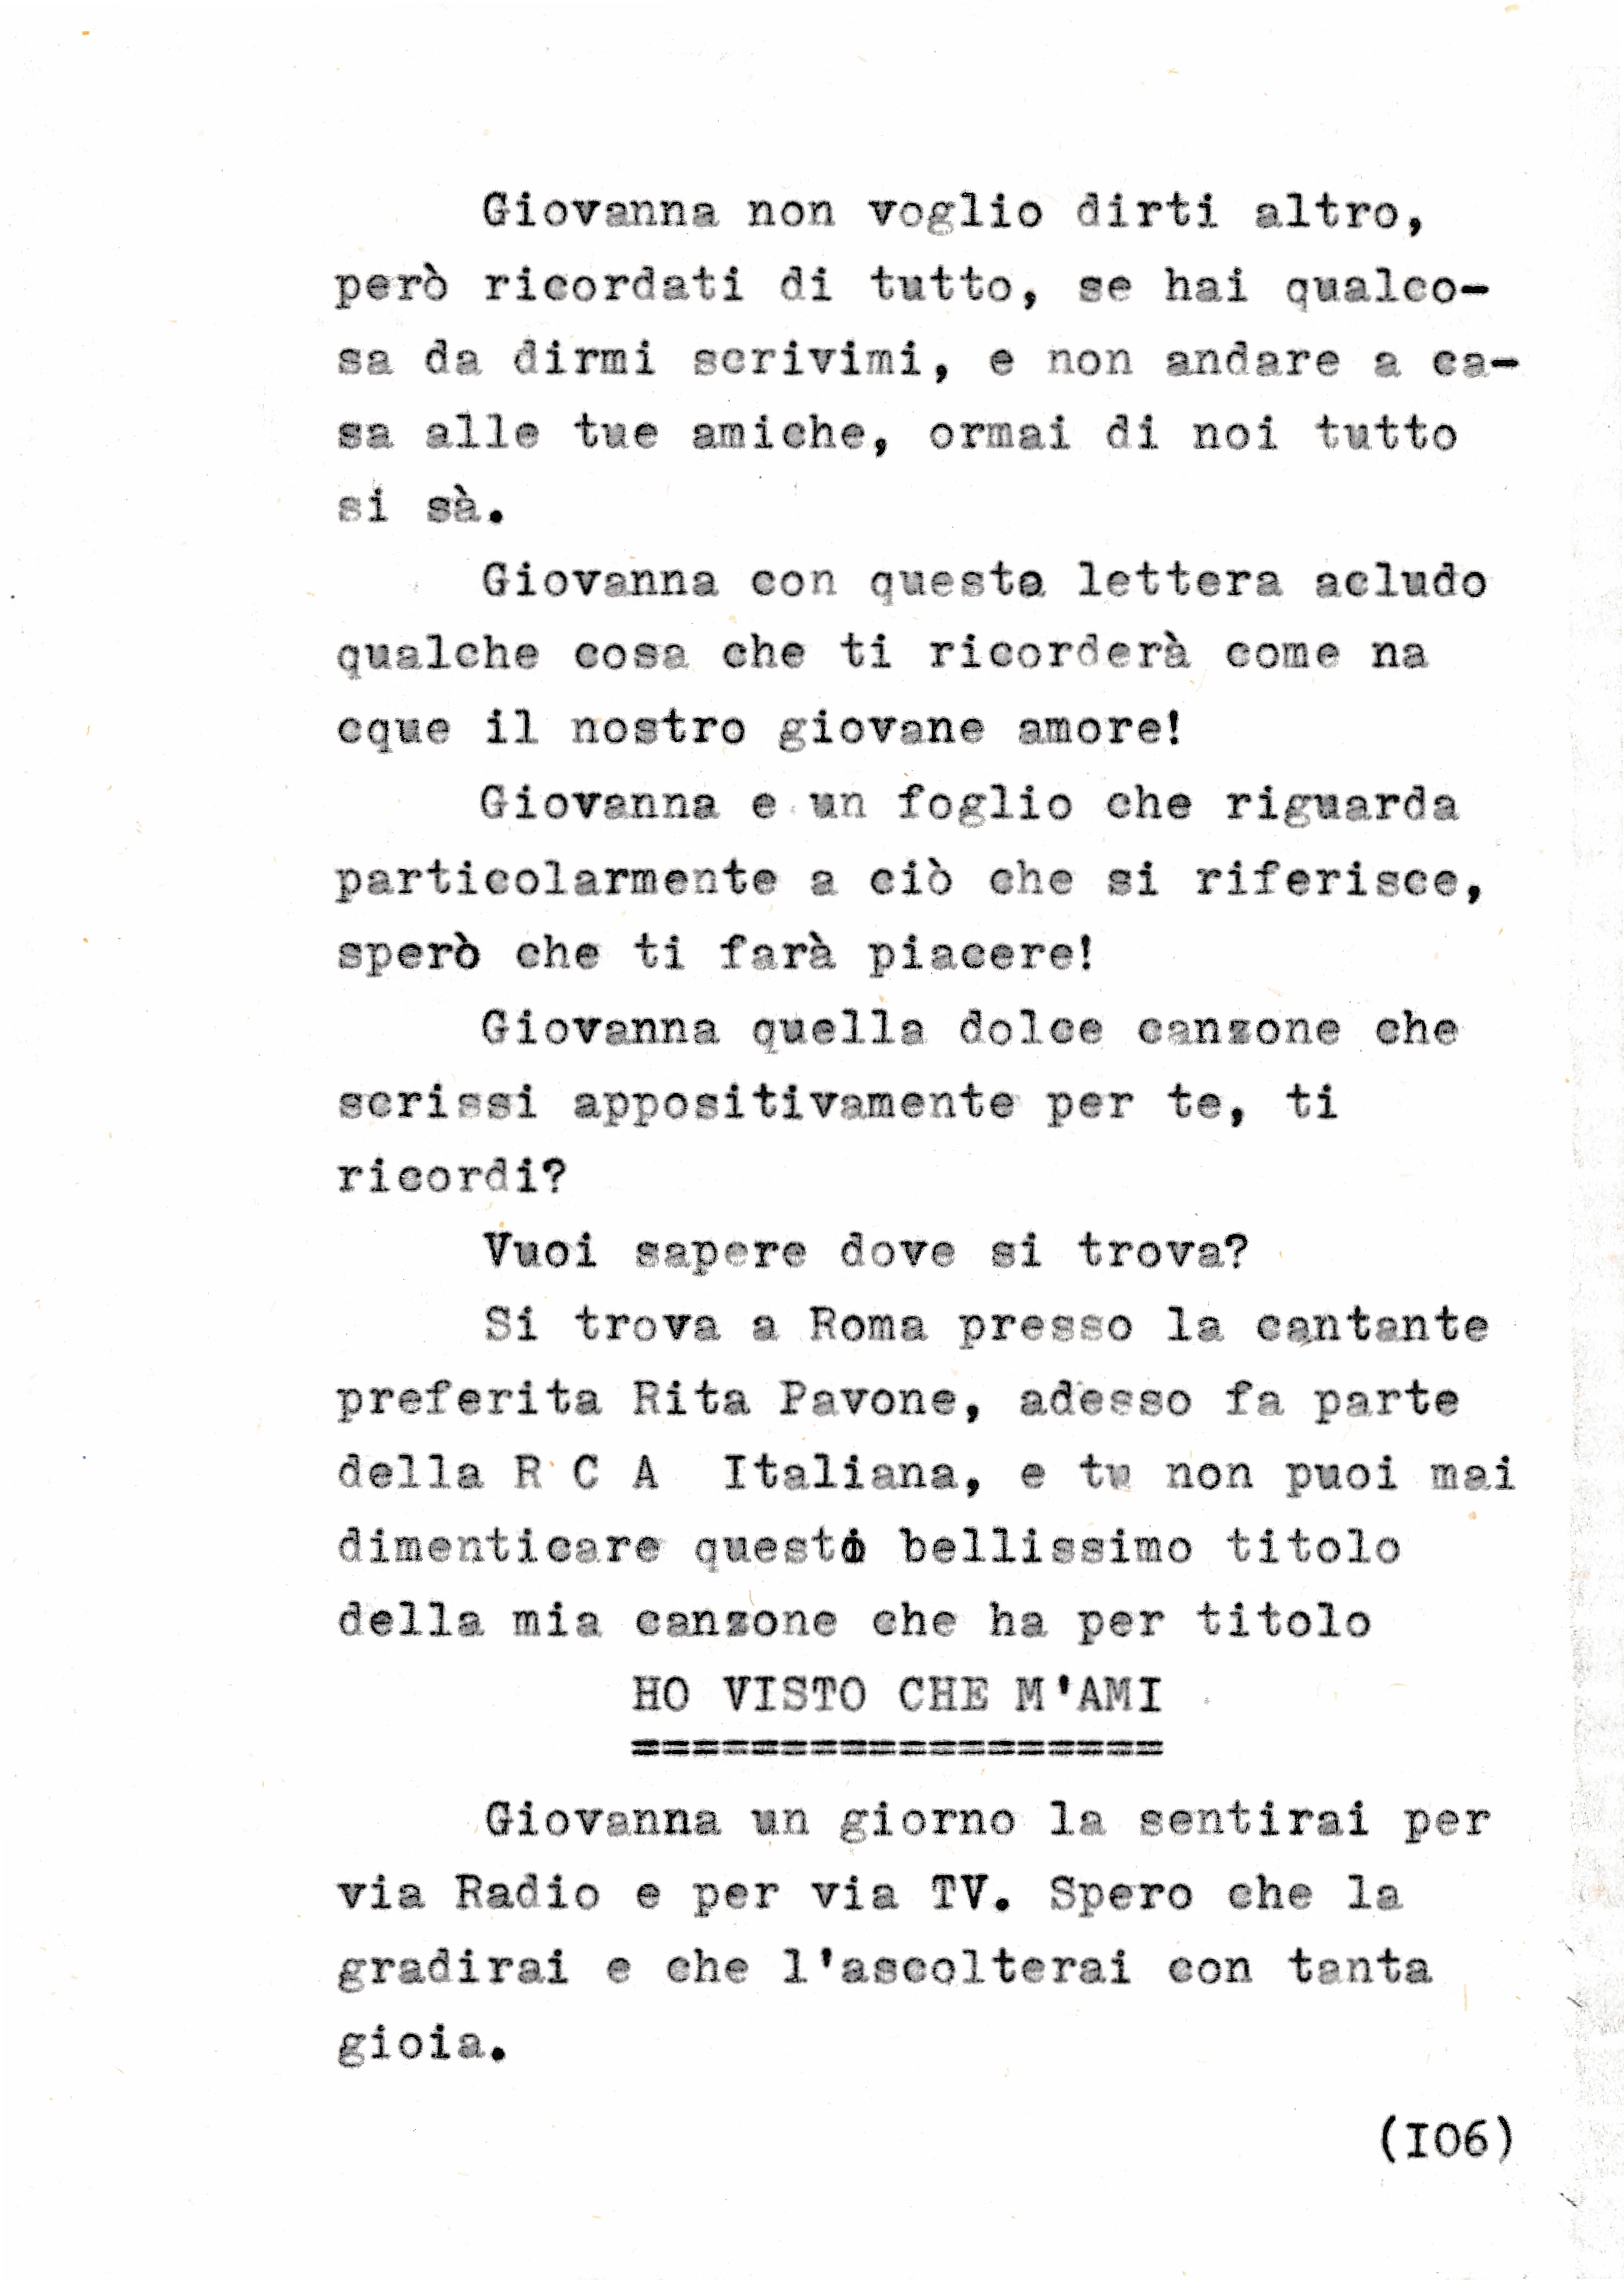 Giovanna non voglio dirti altro,
però ricordati di tutto, se hai qualco-
sa da dirmi scrivimi, e non andare a ca-
sa alle tue amiche, ormai di noi tutto
si sà.
Giovanna con questa lettera acludo
qualche cosa che ti ricorderà come na
cque il nostro giovane amore!
Giovanna e un foglio che riguarda
particolarmente a ciò che si riferisce,
sperò che ti farà piacere!
Giovanna quella dolce canzone che
scrissi appositivamente per te, ti
ricordi?
Vuoi sapere dove si trova?
Si trova a Roma presso la cantante
preferita Rita Pavone, adesso fa parte
della R C A Italiana, e tu non puoi mai
dimenticare questo bellissimo titolo
della mia canzone che ha per titolo
HO VISTO CHE M'AMI
==================
Giovanna un giorno la sentirai per
via Radio e per via TV. Spero che la
gradirai e che l'ascolterai con tanta
gioia.
(I06)